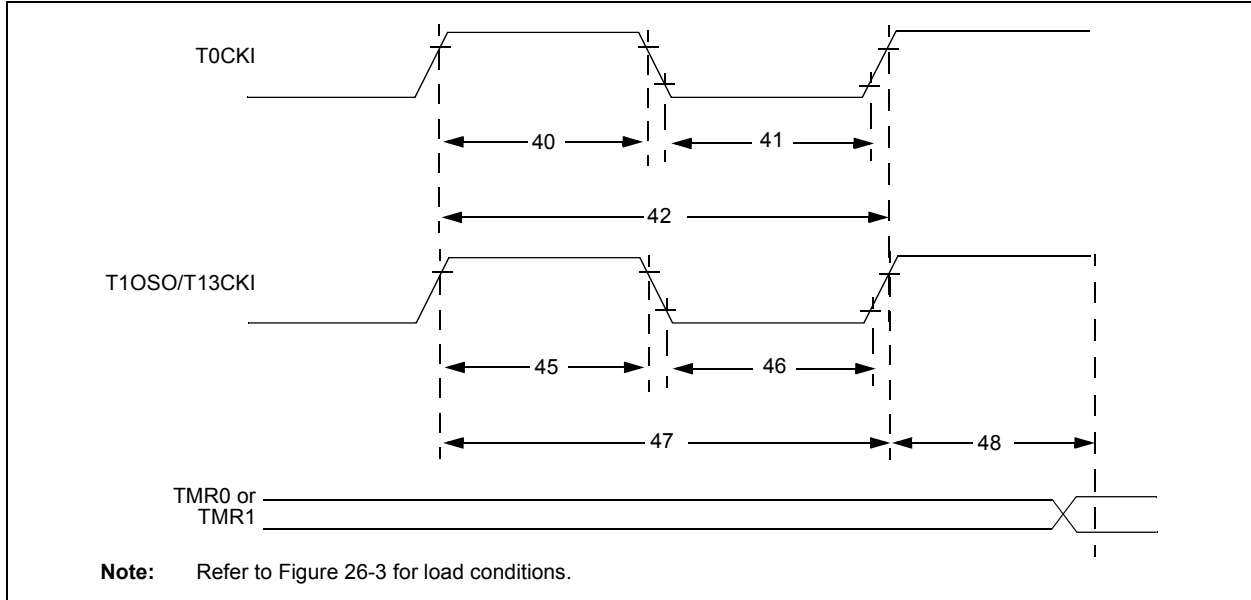 T0CKI
40
41
42
T1OSO/T13CKI
45
46
47
48
TMR0 or
TMR1
Note: Refer to Figure 26-3 for load conditions.